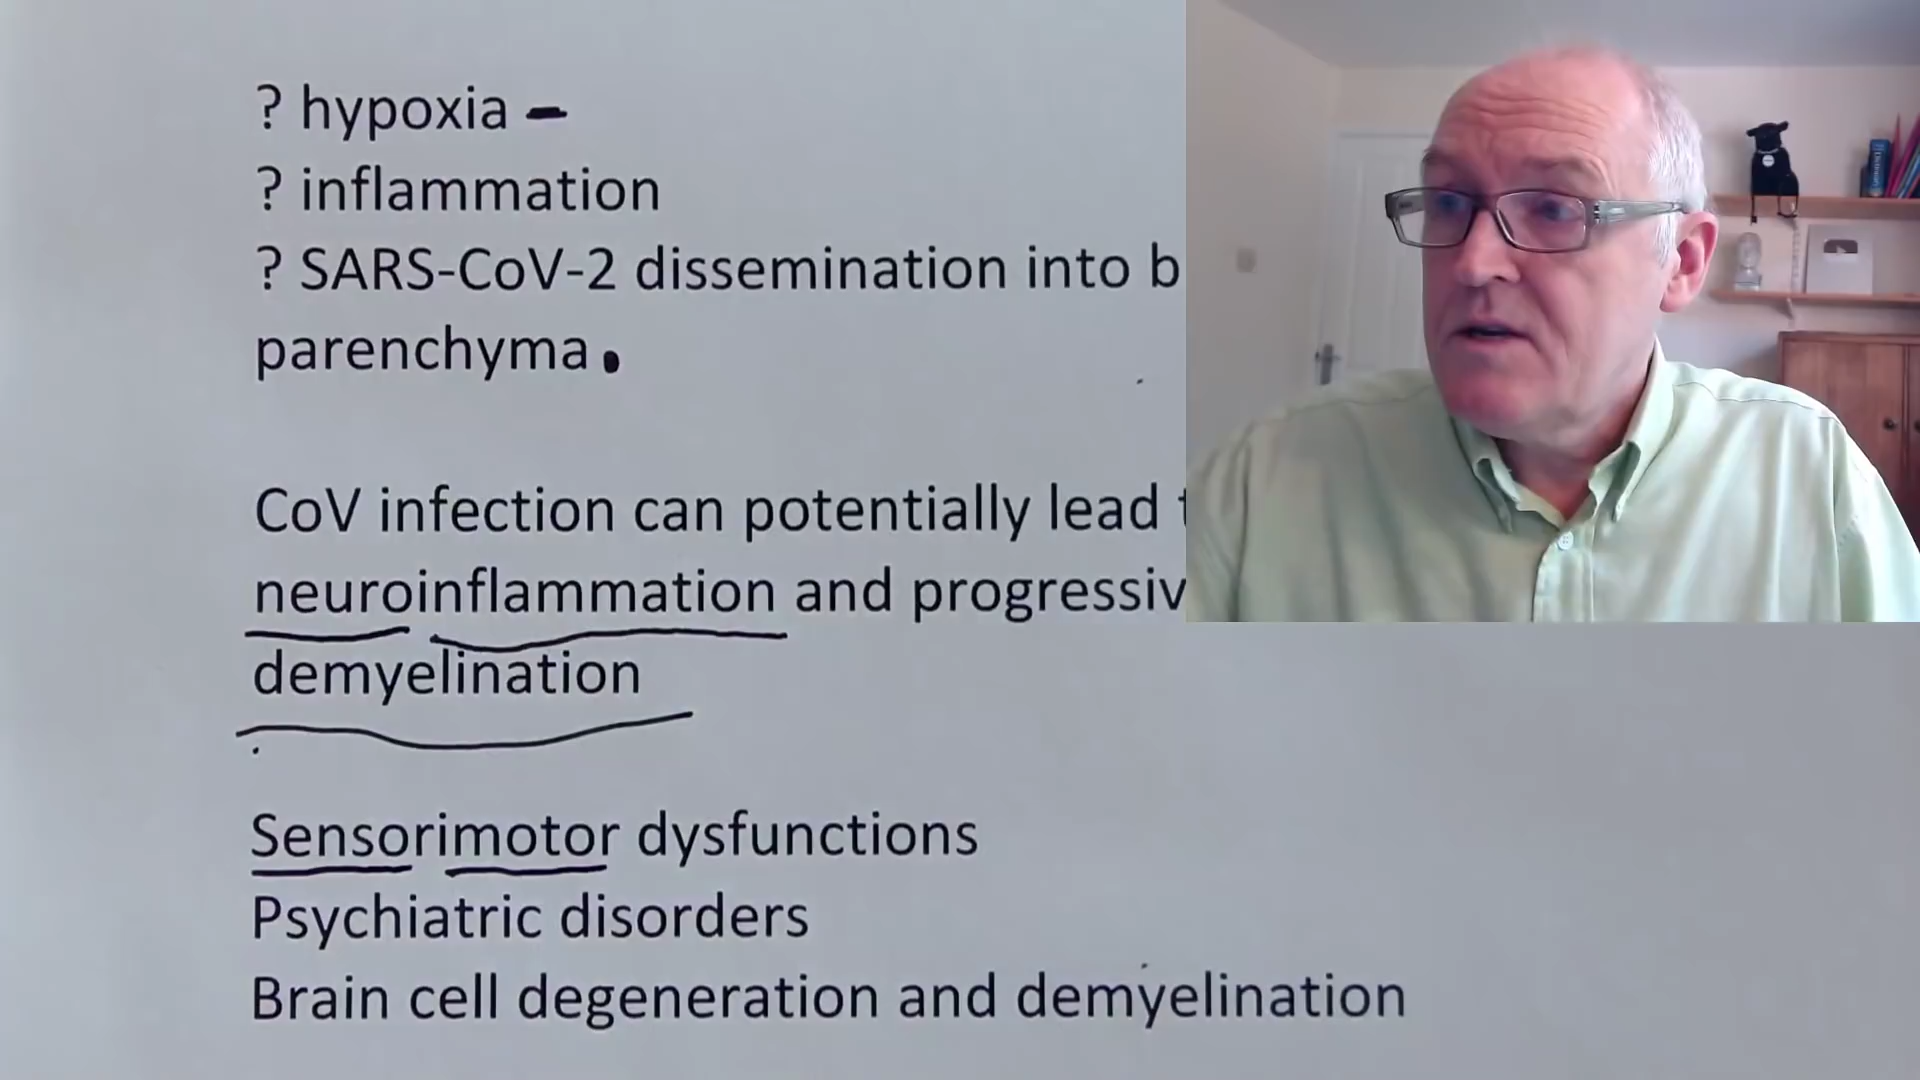 ? hypoxia
? inflammation
? SARS-CoV-2 dissemination into b
parenchyma
CoV infection can potentially lead
neuroinflammation and progressiv
demyelination
Sensorimotor dysfunctions
Psychiatric disorders
Brain cell degeneration and demyelination